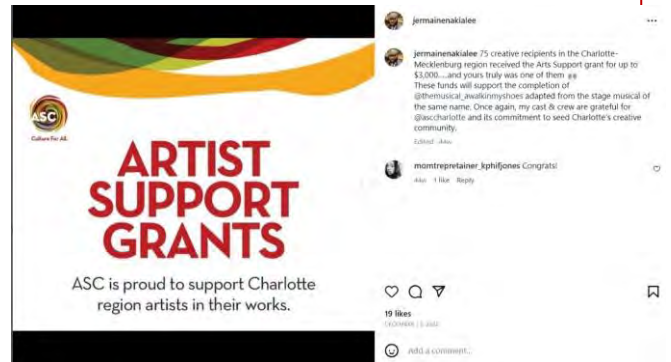 ASC
Culture For All.
ARTIST
SUPPORT
GRANTS
ASC is proud to support Charlotte
region artists in their works.
jermainenakialee
jermainenakialee 75 creative recipients in the Charlotte-
Mecklenburg region received the Arts Support grant for up to
$3,000.....and yours truly was one of them
These funds will support the completion of
@themusical_awalkinmyshoes adapted from the stage musical of
the same name. Once again, my cast & crew are grateful for
@asccharlotte and its commitment to seed Charlotte's creative
community.
Edited
momtrepretainer_kphifjones Congrats!
1 like Reply
19 likes
Add a comment...